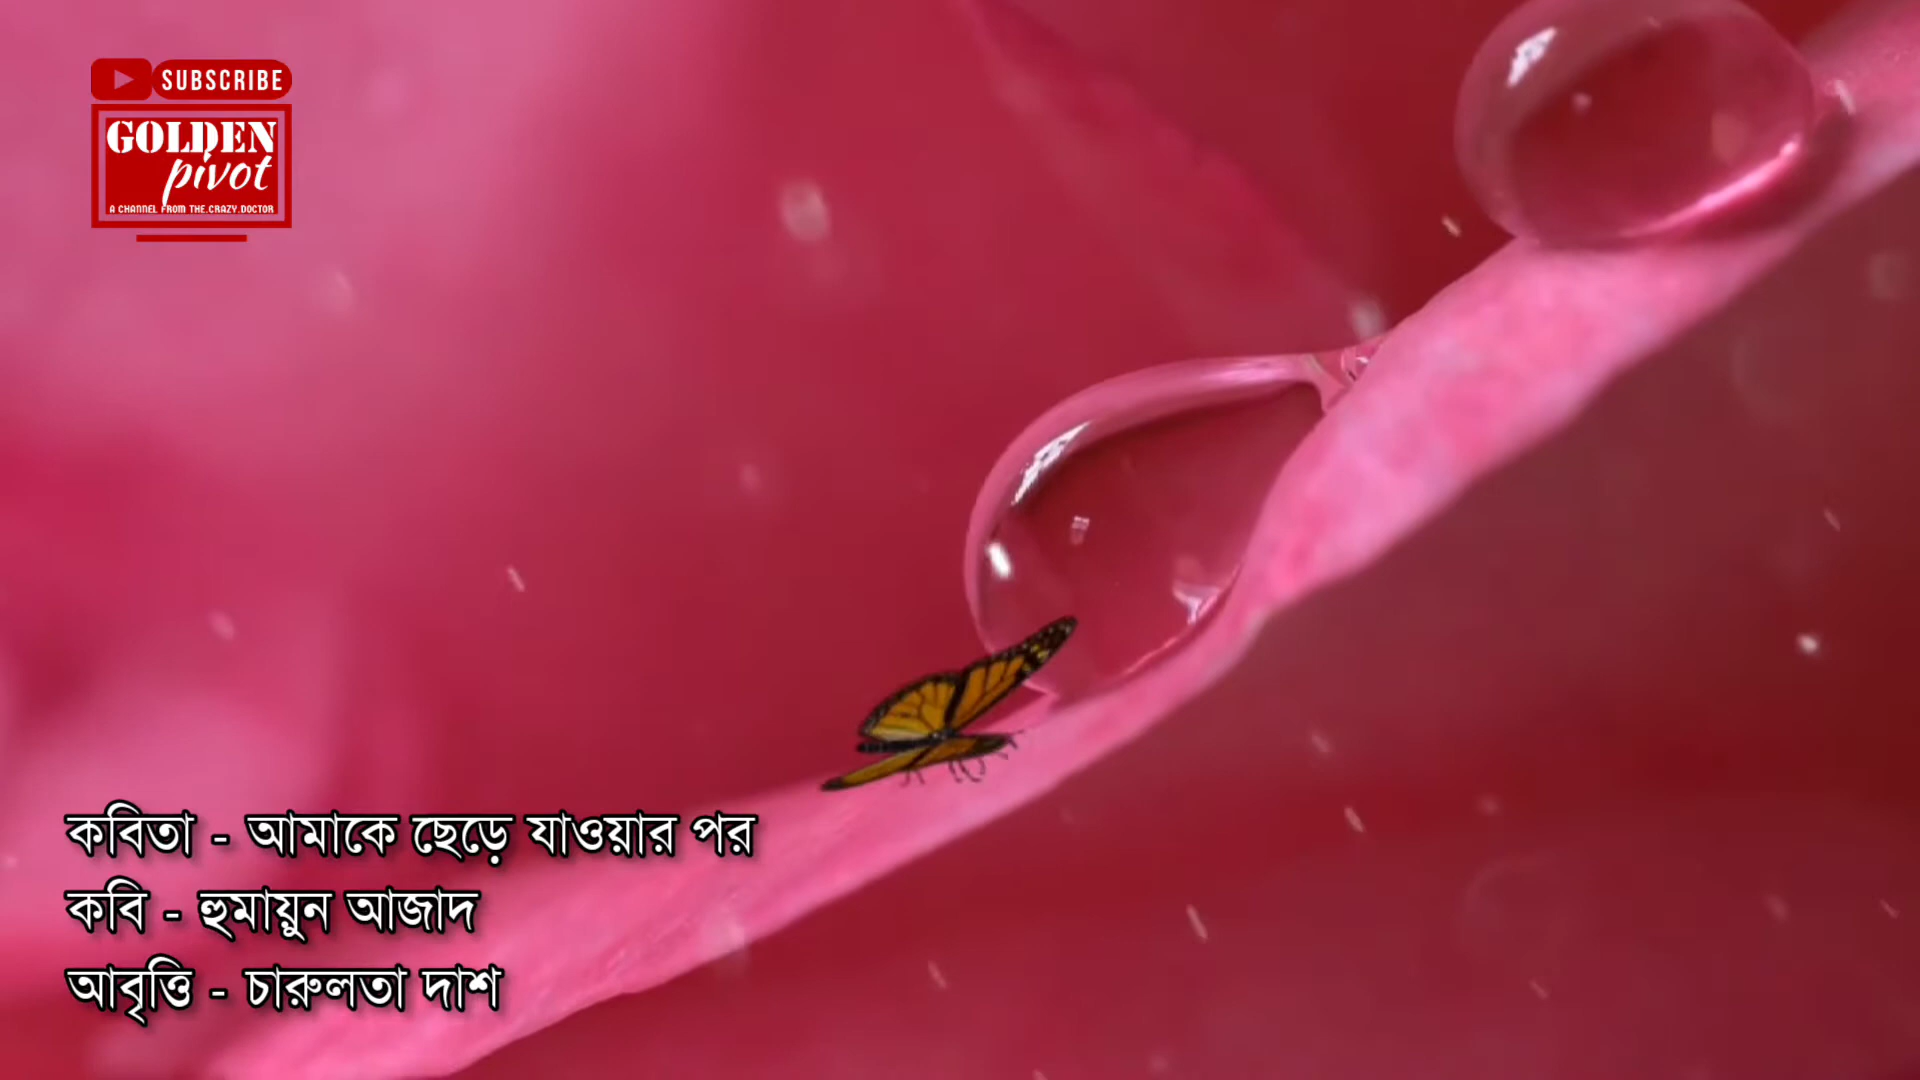 SUBSCRIBE
GOLDEN
pivot
A CHANNEL FROM THE.CRAZY.DOCTOR
কবিতা - আমাকে ছেড়ে যাওয়ার পর
কবি - হুমায়ুন আজাদ
আবৃত্তি - চারুলতা দাশ